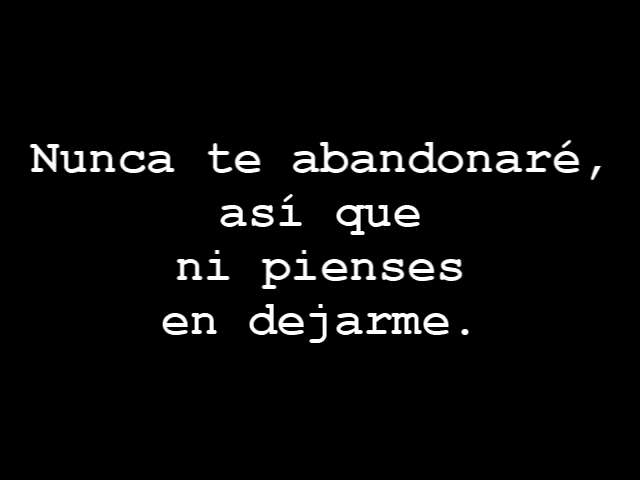 Nunca te abandonaré,
así que
ni pienses
en dejarme.